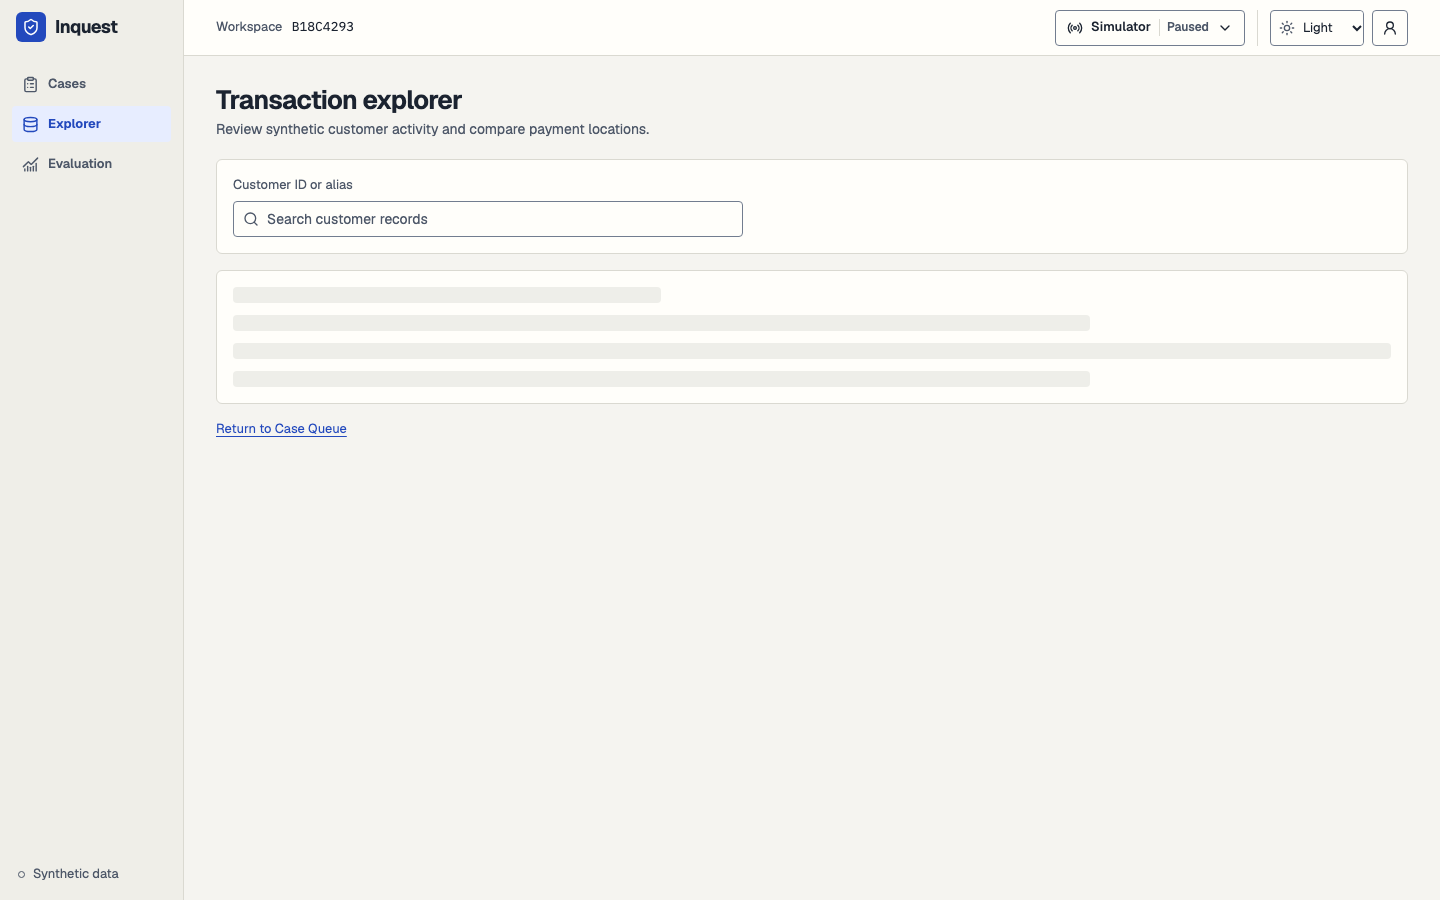 Inquest
Workspace B18C4293
Simulator Paused
Light
Cases
Explorer
Evaluation
Transaction explorer
Review synthetic customer activity and compare payment locations.
Customer ID or alias
Search customer records
Return to Case Queue
Synthetic data